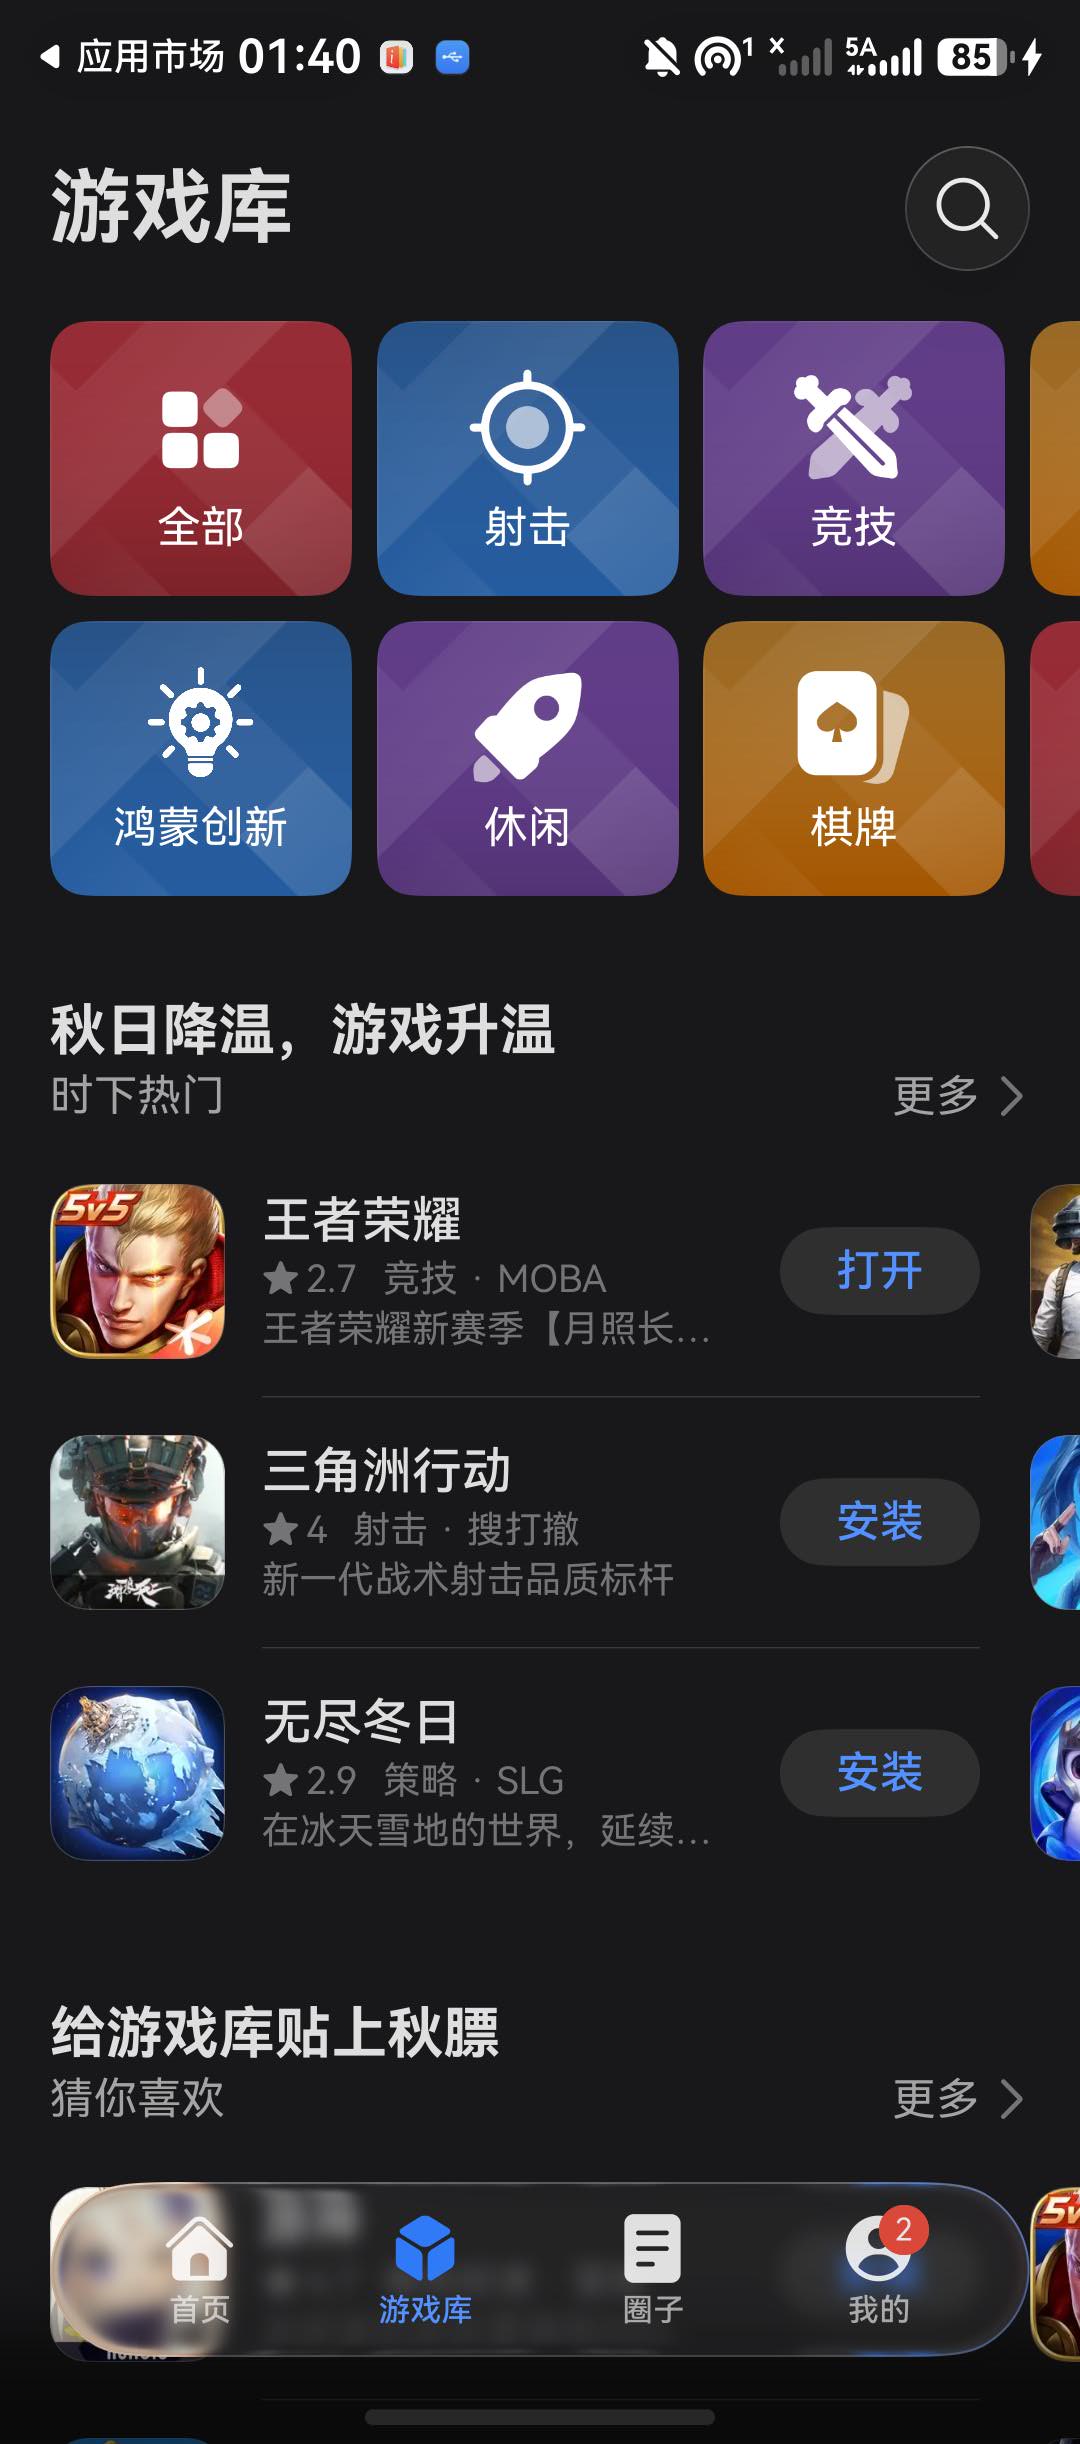 应用市场 01:40
1 5A 85
游戏库
全部 射击 竞技
鸿蒙创新 休闲 棋牌
秋日降温，游戏升温
时下热门 更多
5v5
王者荣耀
2.7 竞技 · MOBA
王者荣耀新赛季【月照长...
打开
三角洲行动
4 射击 · 搜打撤
新一代战术射击品质标杆
安装
无尽冬日
2.9 策略 · SLG
在冰天雪地的世界，延续...
安装
给游戏库贴上秋膘
猜你喜欢 更多
首页 游戏库 圈子 我的
2